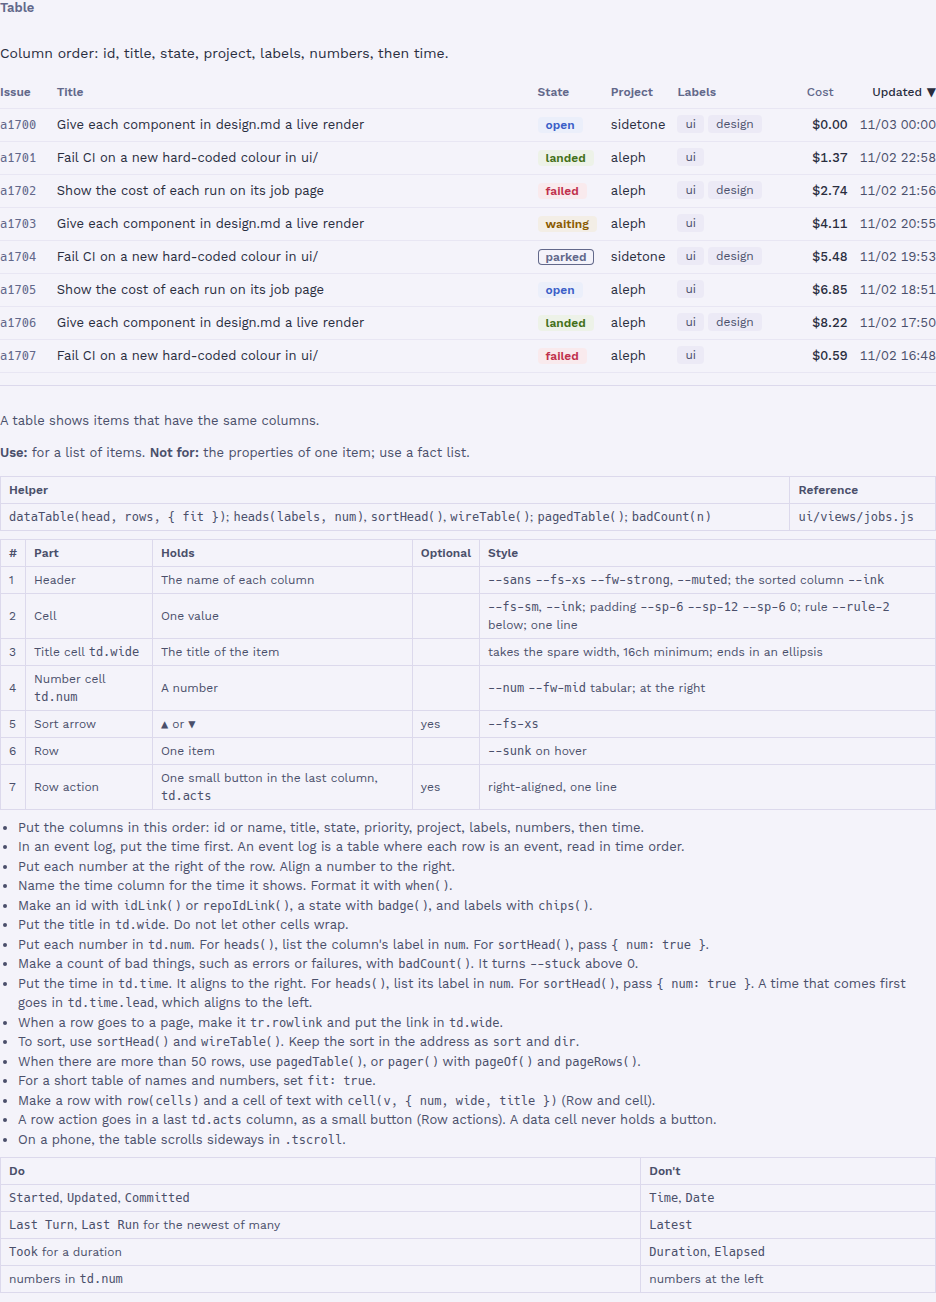 Table
Column order: id, title, state, project, labels, numbers, then time.
Issue Title State Project Labels Cost Updated ▼
a1700 Give each component in design.md a live render open sidetone ui design $0.00 11/03 00:00
a1701 Fail CI on a new hard-coded colour in ui/ landed aleph ui $1.37 11/02 22:58
a1702 Show the cost of each run on its job page failed aleph ui design $2.74 11/02 21:56
a1703 Give each component in design.md a live render waiting aleph ui $4.11 11/02 20:55
a1704 Fail CI on a new hard-coded colour in ui/ parked sidetone ui design $5.48 11/02 19:53
a1705 Show the cost of each run on its job page open aleph ui $6.85 11/02 18:51
a1706 Give each component in design.md a live render landed aleph ui design $8.22 11/02 17:50
a1707 Fail CI on a new hard-coded colour in ui/ failed aleph ui $0.59 11/02 16:48
A table shows items that have the same columns.
Use: for a list of items. Not for: the properties of one item; use a fact list.
Helper Reference
dataTable(head, rows, { fit }); heads(labels, num), sortHead(), wireTable(); pagedTable(); badCount(n) ui/views/jobs.js
# Part Holds Optional Style
1 Header The name of each column --sans --fs-xs --fw-strong, --muted; the sorted column --ink
2 Cell One value --fs-sm, --ink; padding --sp-6 --sp-12 --sp-6 0; rule --rule-2
below; one line
3 Title cell td.wide The title of the item takes the spare width, 16ch minimum; ends in an ellipsis
4 Number cell
td.num A number --num --fw-mid tabular; at the right
5 Sort arrow ▲ or ▼ yes --fs-xs
6 Row One item --sunk on hover
7 Row action One small button in the last column,
td.acts yes right-aligned, one line
• Put the columns in this order: id or name, title, state, priority, project, labels, numbers, then time.
• In an event log, put the time first. An event log is a table where each row is an event, read in time order.
• Put each number at the right of the row. Align a number to the right.
• Name the time column for the time it shows. Format it with when().
• Make an id with idLink() or repoIdLink(), a state with badge(), and labels with chips().
• Put the title in td.wide. Do not let other cells wrap.
• Put each number in td.num. For heads(), list the column's label in num. For sortHead(), pass { num: true }.
• Make a count of bad things, such as errors or failures, with badCount(). It turns --stuck above 0.
• Put the time in td.time. It aligns to the right. For heads(), list its label in num. For sortHead(), pass { num: true }. A time that comes first
goes in td.time.lead, which aligns to the left.
• When a row goes to a page, make it tr.rowlink and put the link in td.wide.
• To sort, use sortHead() and wireTable(). Keep the sort in the address as sort and dir.
• When there are more than 50 rows, use pagedTable(), or pager() with pageOf() and pageRows().
• For a short table of names and numbers, set fit: true.
• Make a row with row(cells) and a cell of text with cell(v, { num, wide, title }) (Row and cell).
• A row action goes in a last td.acts column, as a small button (Row actions). A data cell never holds a button.
• On a phone, the table scrolls sideways in .tscroll.
Do Don't
Started, Updated, Committed Time, Date
Last Turn, Last Run for the newest of many Latest
Took for a duration Duration, Elapsed
numbers in td.num numbers at the left